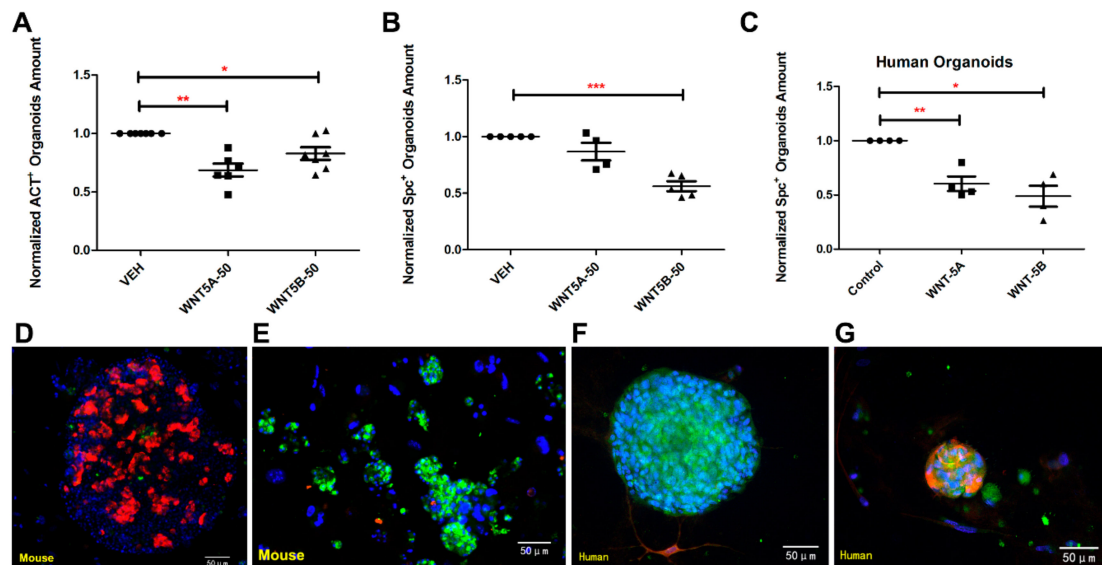 A
Normalized ACT+ Organoids Amount
1.5
1.0
0.5
0.0
*
**
VEH
WNT5A-50
WNT5B-50
B
Normalized Spc+ Organoids Amount
1.5
1.0
0.5
0.0
***
VEH
WNT5A-50
WNT5B-50
C
Human Organoids
Normalized Spc+ Organoids Amount
1.5
1.0
0.5
0.0
*
**
Control
WNT-5A
WNT-5B
D
Mouse
50 μm
E
Mouse
50 μm
F
Human
50 μm
G
Human
50 μm